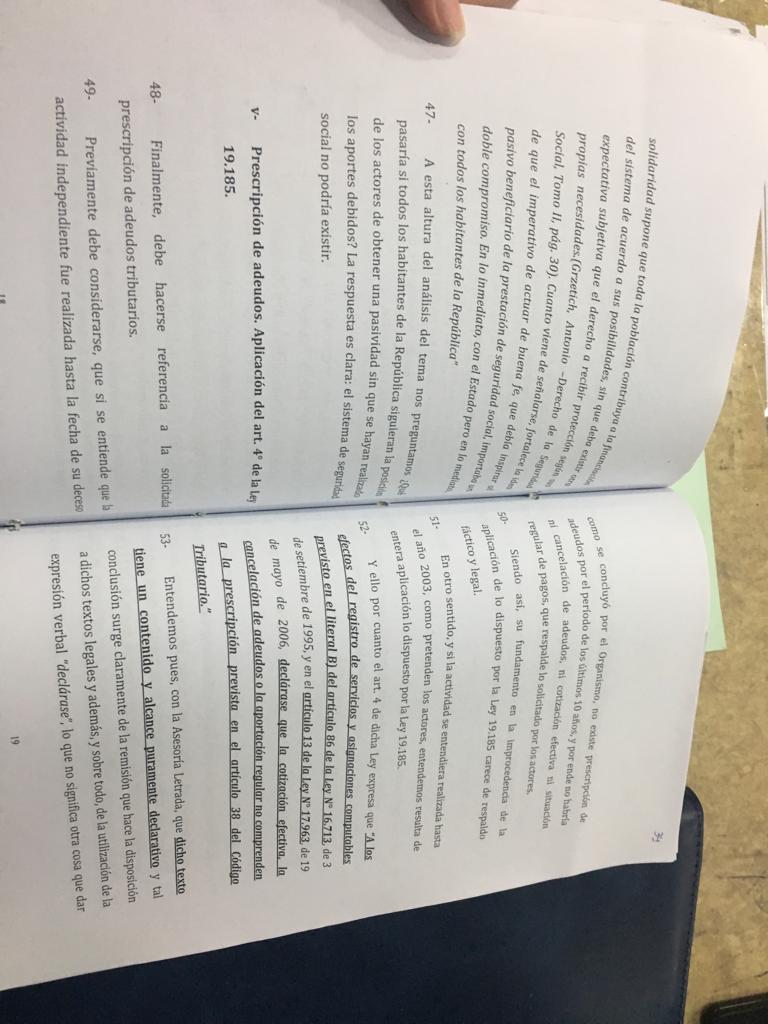 solidaridad supone que toda la población contribuya a la financiación
del sistema de acuerdo a sus posibilidades, sin que deba existir otra
expectativa subjetiva que el derecho a recibir protección según sus
propias necesidades.(Grzetich, Antonio –Derecho de la Seguridad
Social, Tomo II, pág. 30). Cuanto viene de señalarse, fortalece la idea
de que el imperativo de actuar de buena fe, que debía inspirar al
pasivo beneficiario de la prestación de seguridad social, importaba un
doble compromiso. En lo inmediato, con el Estado pero en lo mediato,
con todos los habitantes de la República"
47- A esta altura del análisis del tema nos preguntamos ¿Qué
pasaría si todos los habitantes de la República siguieran la posición
de los actores de obtener una pasividad sin que se hayan realizado
los aportes debidos? La respuesta es clara: el sistema de seguridad
social no podría existir.
v- Prescripción de adeudos. Aplicación del art. 4° de la Ley
19.185.
48- Finalmente, debe hacerse referencia a la solicitada
prescripción de adeudos tributarios.
49- Previamente debe considerarse, que si se entiende que la
actividad independiente fue realizada hasta la fecha de su deceso
18
34
como se concluyó por el Organismo, no existe prescripción de
adeudos por el período de los últimos 10 años, y por ende no habría
ni cancelación de adeudos, ni cotización efectiva ni situación
regular de pagos, que respalde lo solicitado por los actores.
50- Siendo así, su fundamento en la improcedencia de la
aplicación de lo dispuesto por la Ley 19.185 carece de respaldo
fáctico y legal.
51- En otro sentido, y si la actividad se entendiera realizada hasta
el año 2003, como pretenden los actores, entendemos resulta de
entera aplicación lo dispuesto por la Ley 19.185.
52- Y ello por cuanto el art. 4 de dicha Ley expresa que "A los
efectos del registro de servicios y asignaciones computables
previsto en el literal B) del artículo 86 de la Ley N° 16.713, de 3
de setiembre de 1995, y en el artículo 13 de la Ley N° 17.963, de 19
de mayo de 2006, declárase que la cotización efectiva, la
cancelación de adeudos o la aportación regular no comprenden
a la prescripción prevista en el artículo 38 del Código
Tributario."
53- Entendemos pues, con la Asesoría Letrada, que dicho texto
tiene un contenido y alcance puramente declarativo y tal
conclusión surge claramente de la remisión que hace la disposición
a dichos textos legales y además, y sobre todo, de la utilización de la
expresión verbal "declárase", lo que no significa otra cosa que dar
19